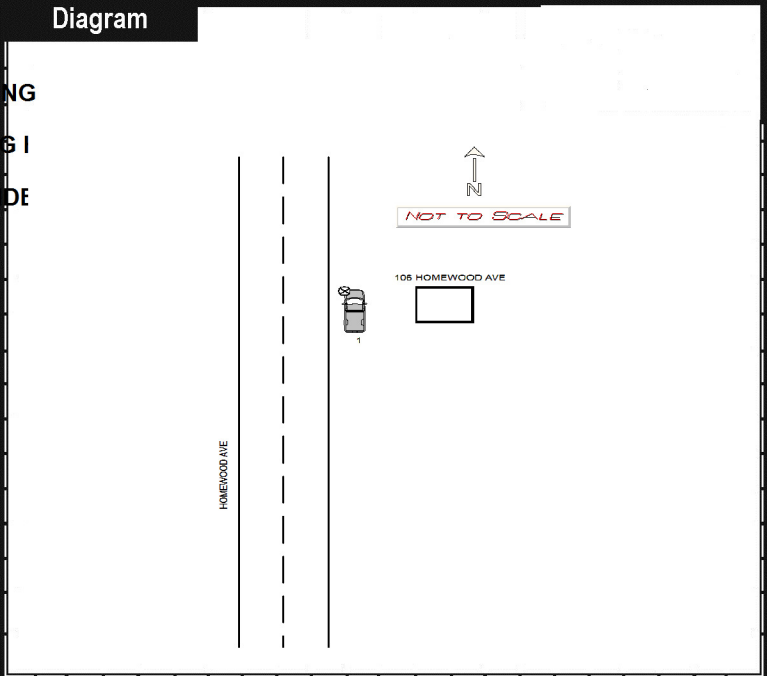 Diagram
NG
G I
DE
N
NOT TO SCALE
106 HOMEWOOD AVE
1
HOMEWOOD AVE